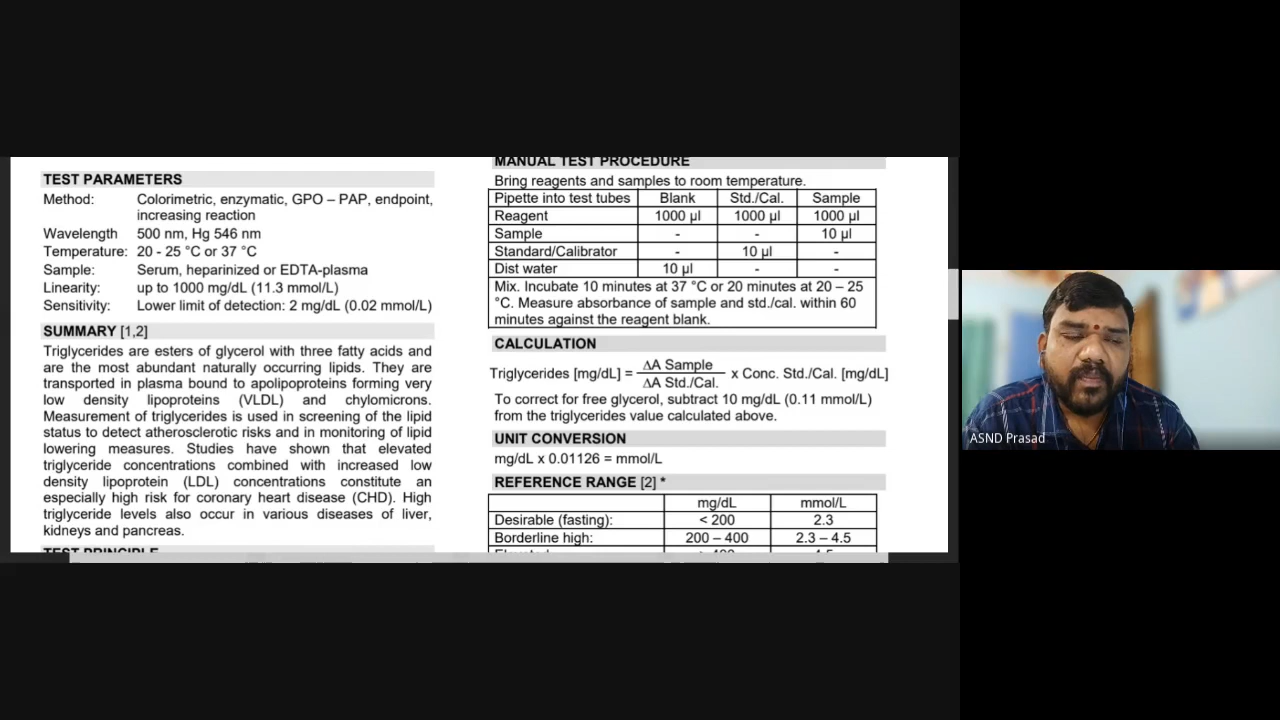 TEST PARAMETERS
Method: Colorimetric, enzymatic, GPO – PAP, endpoint,
increasing reaction
Wavelength 500 nm, Hg 546 nm
Temperature: 20 - 25 °C or 37 °C
Sample: Serum, heparinized or EDTA-plasma
Linearity: up to 1000 mg/dL (11.3 mmol/L)
Sensitivity: Lower limit of detection: 2 mg/dL (0.02 mmol/L)
SUMMARY [1,2]
Triglycerides are esters of glycerol with three fatty acids and
are the most abundant naturally occurring lipids. They are
transported in plasma bound to apolipoproteins forming very
low density lipoproteins (VLDL) and chylomicrons.
Measurement of triglycerides is used in screening of the lipid
status to detect atherosclerotic risks and in monitoring of lipid
lowering measures. Studies have shown that elevated
triglyceride concentrations combined with increased low
density lipoprotein (LDL) concentrations constitute an
especially high risk for coronary heart disease (CHD). High
triglyceride levels also occur in various diseases of liver,
kidneys and pancreas.
TEST PRINCIPLE
MANUAL TEST PROCEDURE
Bring reagents and samples to room temperature.
Pipette into test tubes Blank Std./Cal. Sample
Reagent 1000 µl 1000 µl 1000 µl
Sample - - 10 µl
Standard/Calibrator - 10 µl -
Dist water 10 µl - -
Mix. Incubate 10 minutes at 37 °C or 20 minutes at 20 – 25
°C. Measure absorbance of sample and std./cal. within 60
minutes against the reagent blank.
CALCULATION
Triglycerides [mg/dL] = ΔA Sample / ΔA Std./Cal. x Conc. Std./Cal. [mg/dL]
To correct for free glycerol, subtract 10 mg/dL (0.11 mmol/L)
from the triglycerides value calculated above.
UNIT CONVERSION
mg/dL x 0.01126 = mmol/L
REFERENCE RANGE [2] *
mg/dL mmol/L
Desirable (fasting): < 200 2.3
Borderline high: 200 – 400 2.3 – 4.5
ASND Prasad